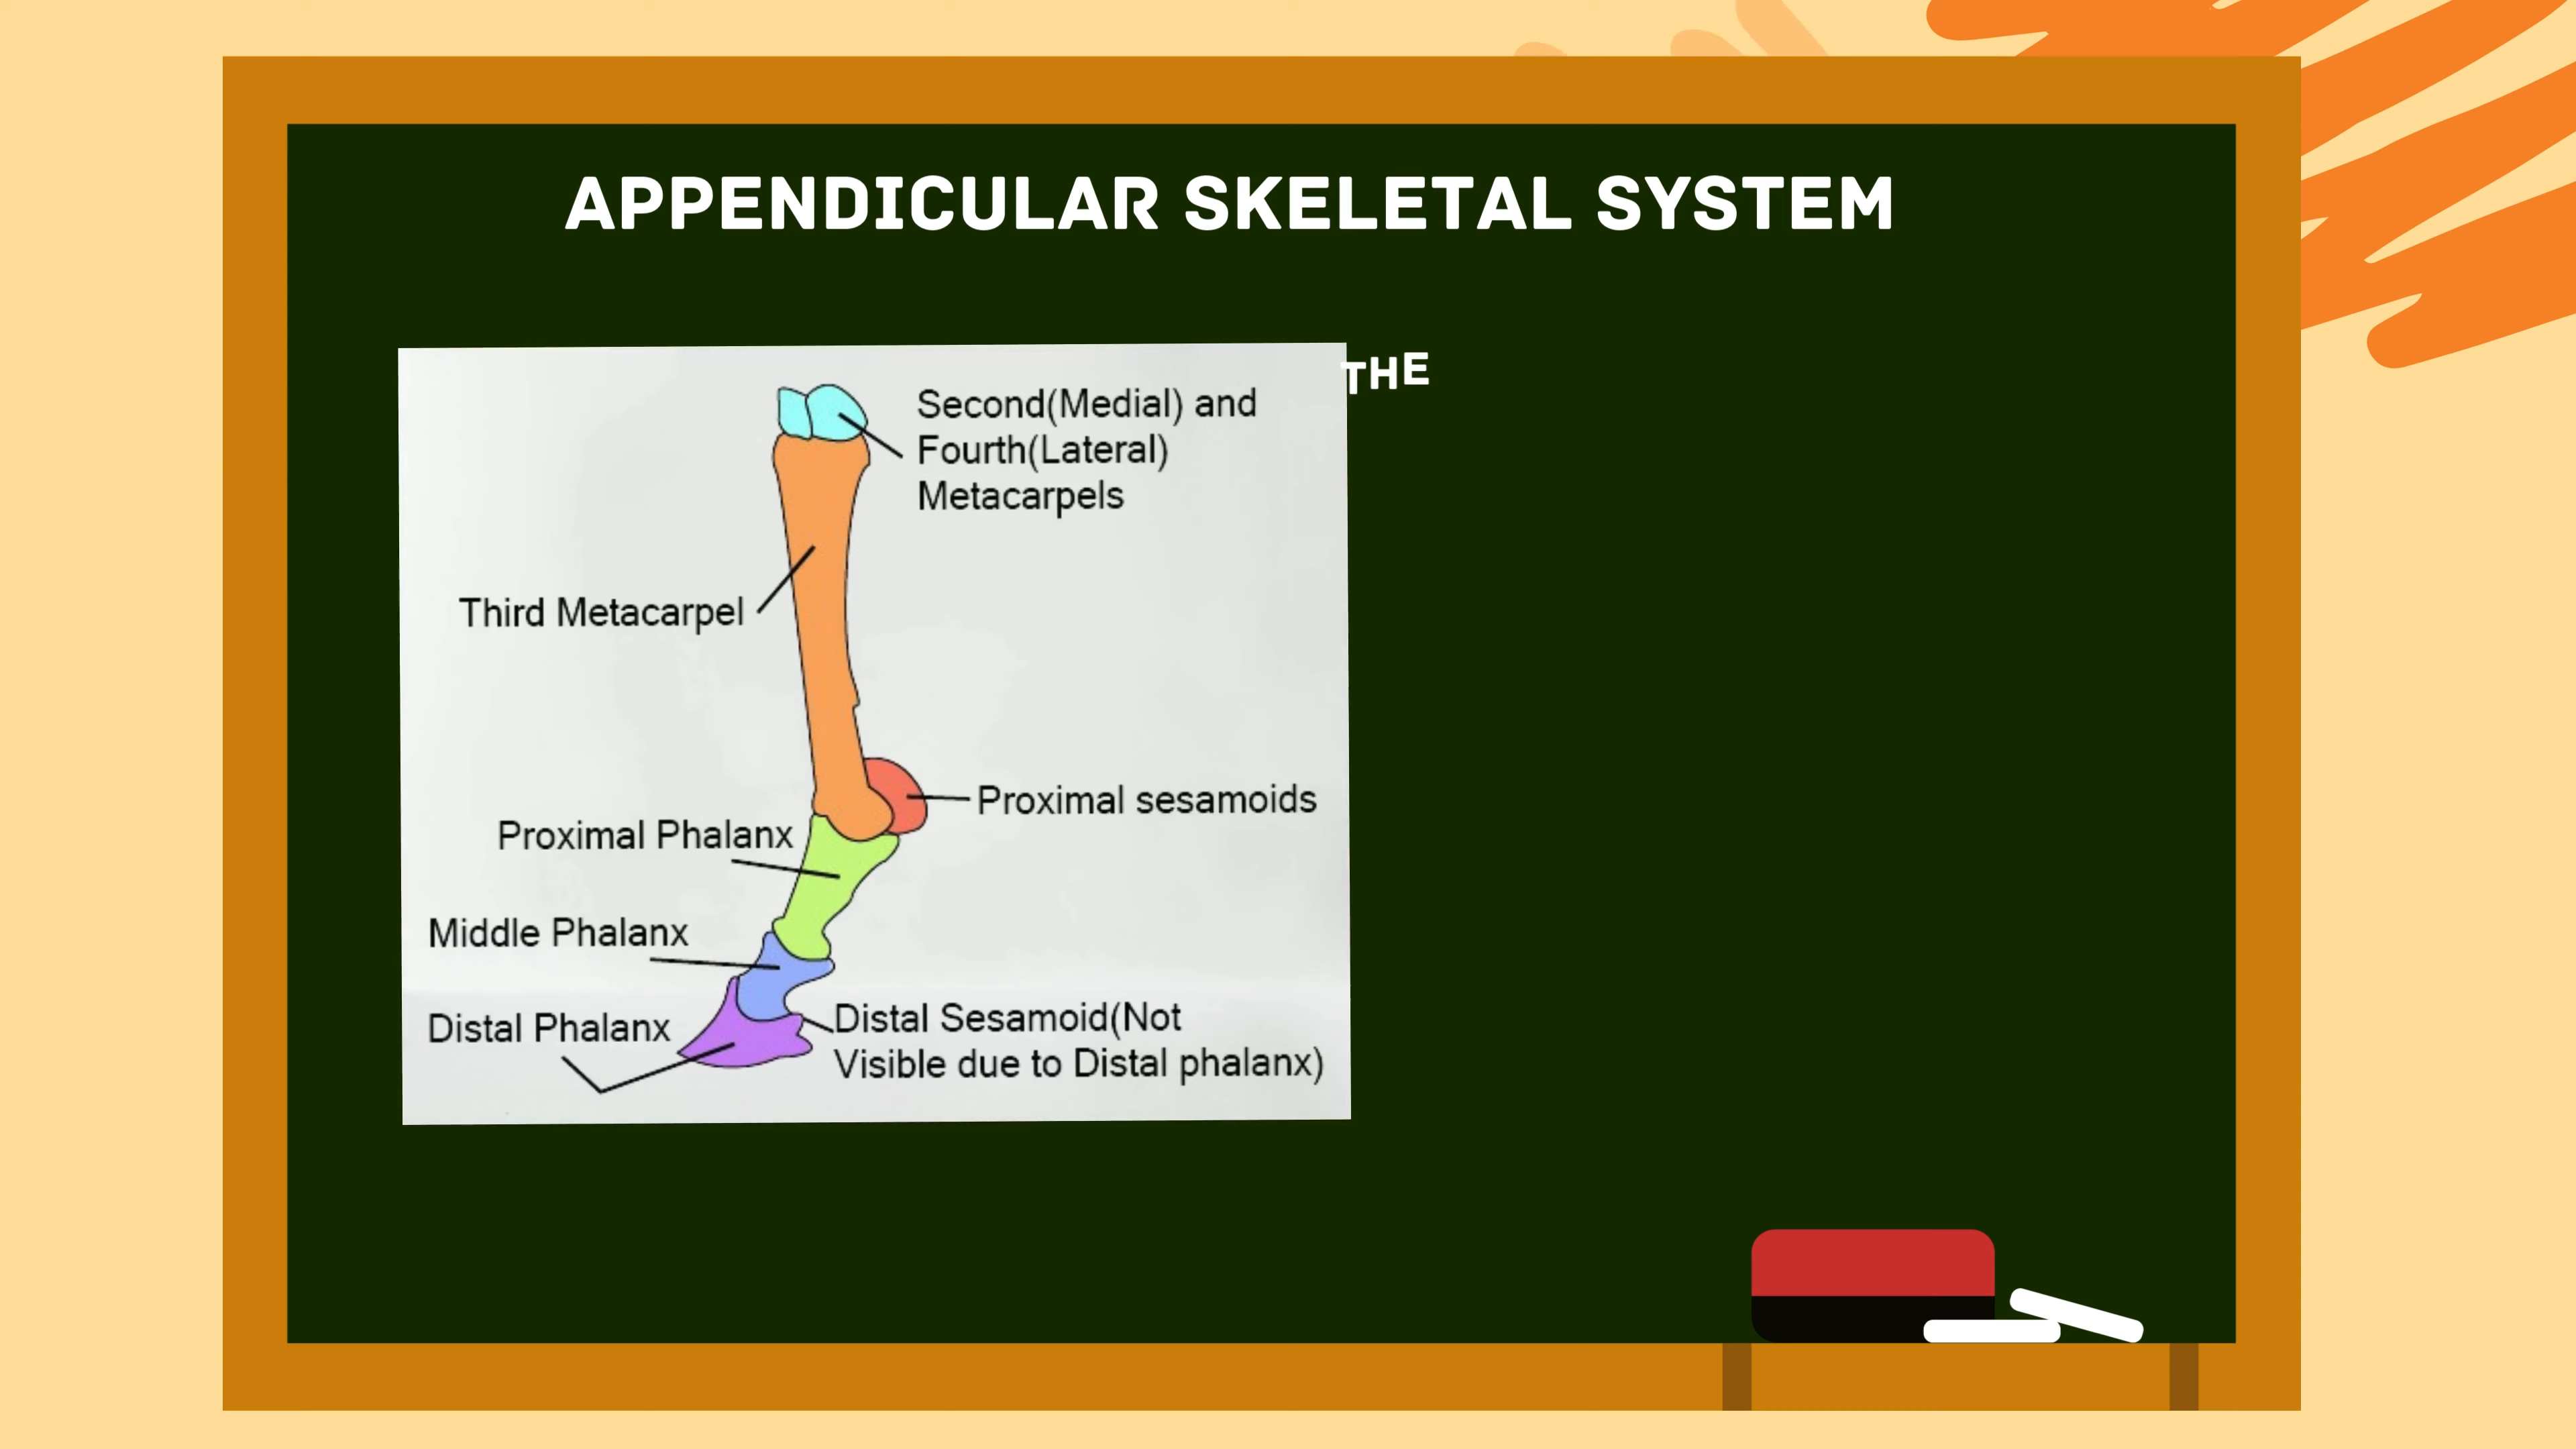 APPENDICULAR SKELETAL SYSTEM
THE
Second(Medial) and
Fourth(Lateral)
Metacarpels
Third Metacarpel
Proximal sesamoids
Proximal Phalanx
Middle Phalanx
Distal Phalanx
Distal Sesamoid(Not
Visible due to Distal phalanx)